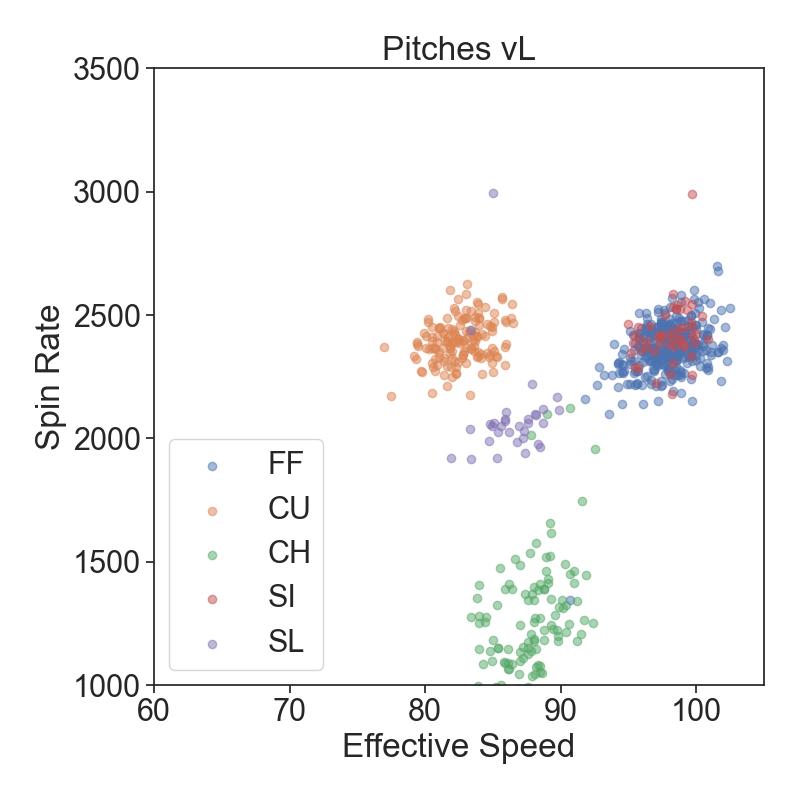 Pitches vL
3500
3000
2500
2000
1500
1000
Spin Rate
FF
CU
CH
SI
SL
60 70 80 90 100
Effective Speed